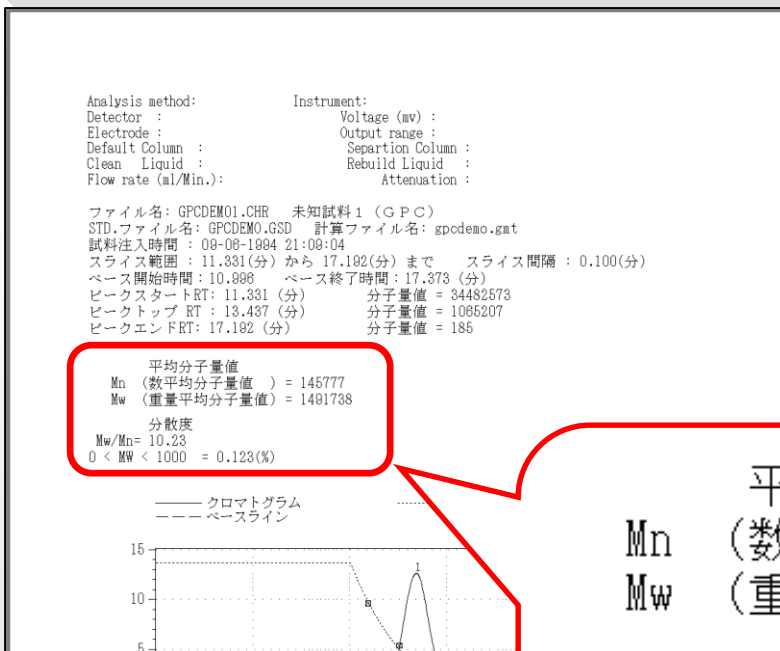 Analysis method: Instrument:
Detector : Voltage (mv) :
Electrode : Output range :
Default Column : Separtion Column :
Clean Liquid : Rebuild Liquid :
Flow rate (ml/Min.): Attenuation :
ファイル名: GPCDEMO1.CHR 未知試料1（ＧＰＣ）
STD.ファイル名: GPCDEMO.GSD 計算ファイル名: gpcdemo.gmt
試料注入時間 : 09-06-1994 21:09:04
スライス範囲 : 11.331(分) から 17.192(分) まで スライス間隔 : 0.100(分)
ベース開始時間：10.996 ベース終了時間：17.373 (分)
ピークスタートRT: 11.331 (分) 分子量値 = 34482573
ピークトップ RT : 13.437 (分) 分子量値 = 1065207
ピークエンドRT: 17.192 (分) 分子量値 = 185
平均分子量値
Mn （数平均分子量値 ）= 145777
Mw （重量平均分子量値）= 1491738
分散度
Mw/Mn= 10.23
0 < MW < 1000 = 0.123(%)
クロマトグラム
ベースライン
15
1
10
5
平
Mn （数
Mw （重